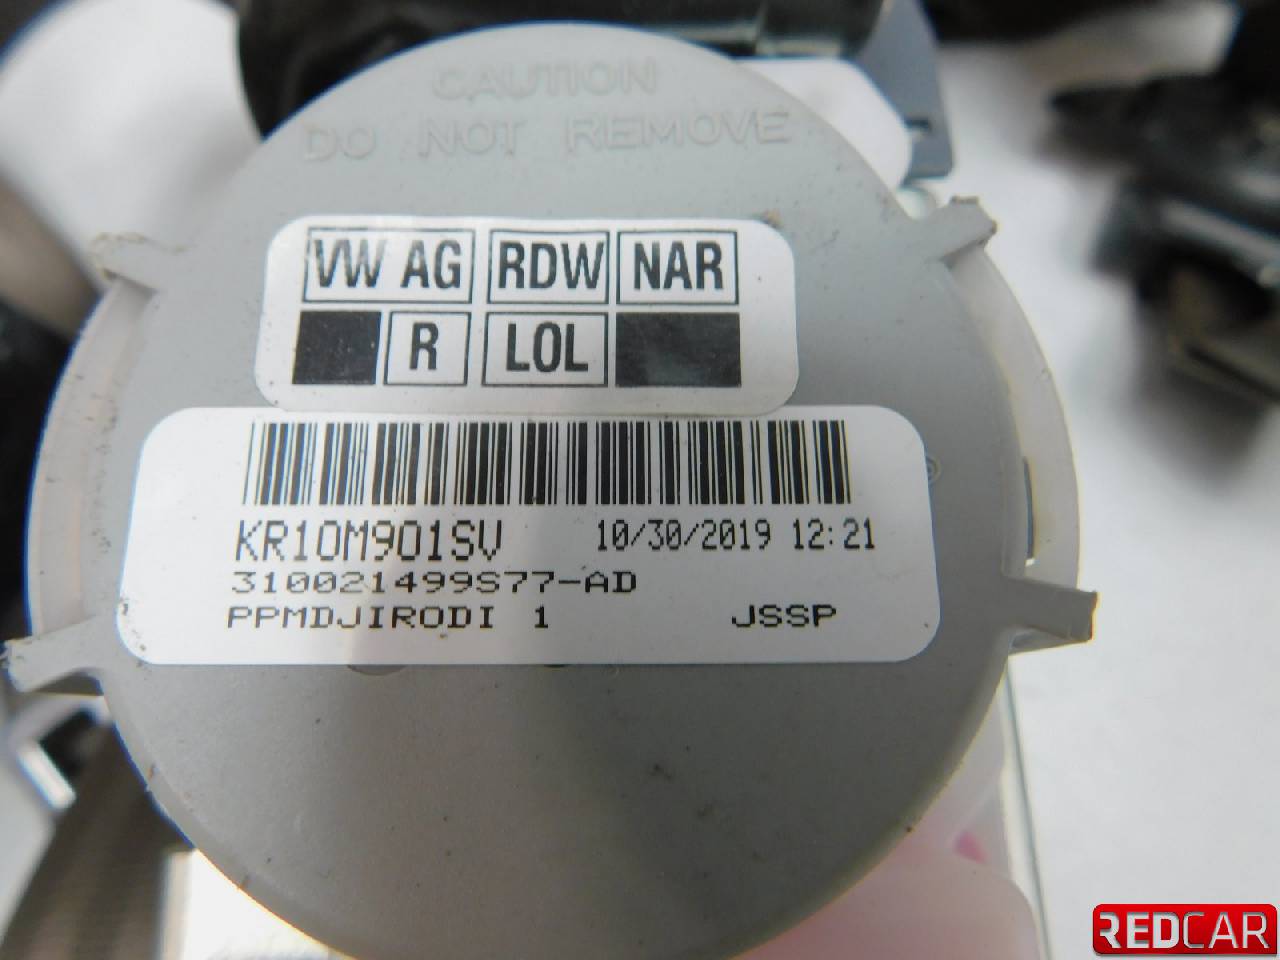 CAUTION
DO NOT REMOVE
VW AG RDW NAR
R LOL
KR10M901SV 10/30/2019 12:21
310021499S77-AD
PPMDJIRODI 1 JSSP
REDCAR